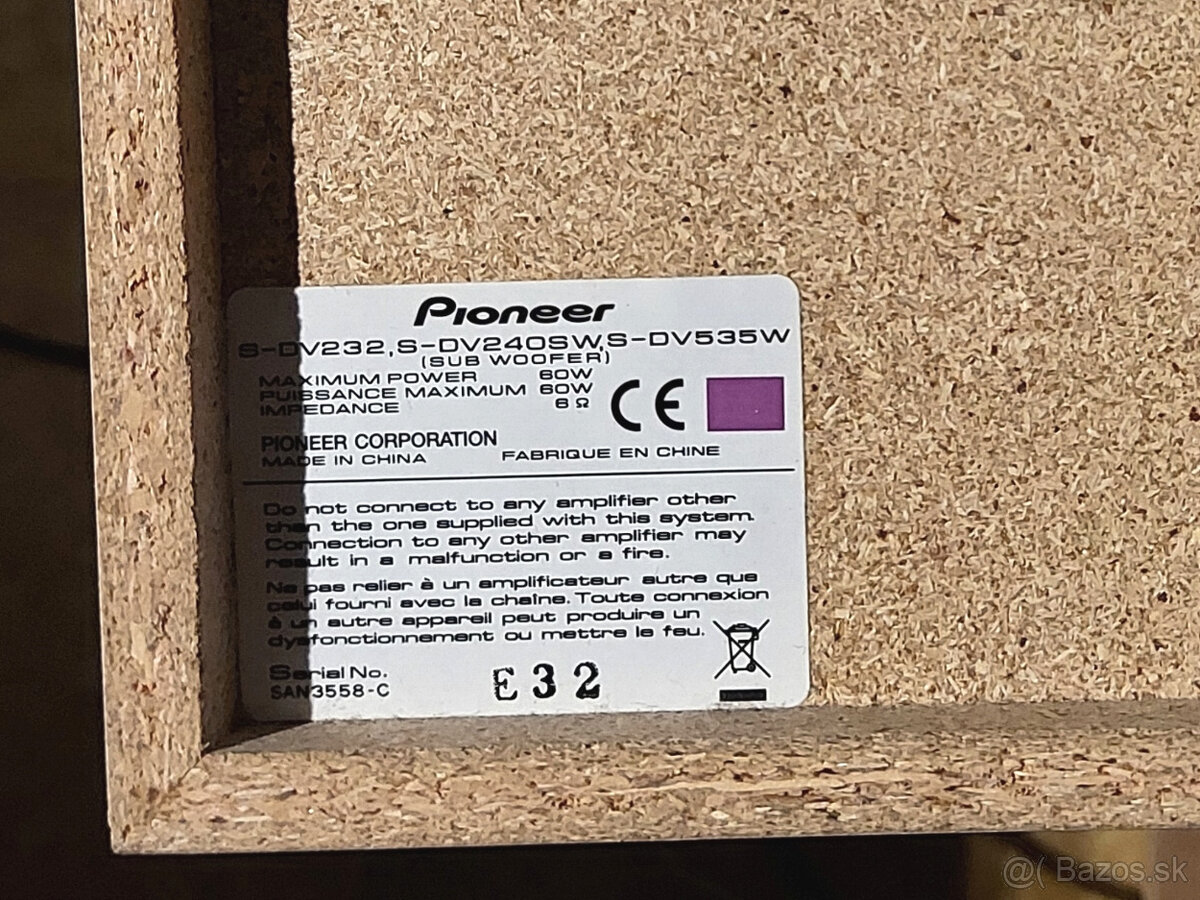 Pioneer
S-DV232,S-DV240SW,S-DV535W
(SUB WOOFER)
MAXIMUM POWER 60W
PUISSANCE MAXIMUM 60W
IMPEDANCE 6 Ω
CE
PIONEER CORPORATION
MADE IN CHINA FABRIQUE EN CHINE
Do not connect to any amplifier other
than the one supplied with this system.
Connection to any other amplifier may
result in a malfunction or a fire.
Ne pas relier à un amplificateur autre que
celui fourni avec la chaîne. Toute connexion
à un autre appareil peut produire un
dysfonctionnement ou mettre le feu.
Serial No.
SAN3558-C E32
@( Bazos.sk